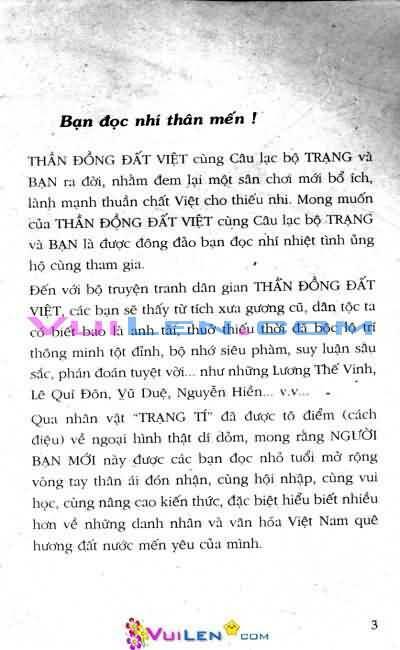 Bạn đọc nhí thân mến !
THẦN ĐỒNG ĐẤT VIỆT cùng Câu lạc bộ TRẠNG và
BẠN ra đời, nhằm đem lại một sân chơi mới bổ ích,
lành mạnh thuần chất Việt cho thiếu nhi. Mong muốn
của THẦN ĐỒNG ĐẤT VIỆT cùng Câu lạc bộ TRẠNG
và BẠN là được đông đảo bạn đọc nhí nhiệt tình ủng
hộ cùng tham gia.
Đến với bộ truyện tranh dân gian THẦN ĐỒNG ĐẤT
VIỆT, các bạn sẽ thấy từ tích xưa gương cũ, dân tộc ta
có biết bao là anh tài, thuở thiếu thời đã bộc lộ trí
thông minh tột đỉnh, bộ nhớ siêu phàm, suy luận sâu
sắc, phán đoán tuyệt vời... như những Lương Thế Vinh,
Lê Quí Đôn, Vũ Duệ, Nguyễn Hiền... v.v...
Qua nhân vật "TRẠNG TÍ" đã được tô điểm (cách
điệu) về ngoại hình thật dí dỏm, mong rằng NGƯỜI
BẠN MỚI này được các bạn đọc nhỏ tuổi mở rộng
vòng tay thân ái đón nhận, cùng hội nhập, cùng vui
học, cùng nâng cao kiến thức, đặc biệt hiểu biết nhiều
hơn về những danh nhân và văn hóa Việt Nam quê
hương đất nước mến yêu của mình.
3
VUILEN.COM
VUILEN.COM